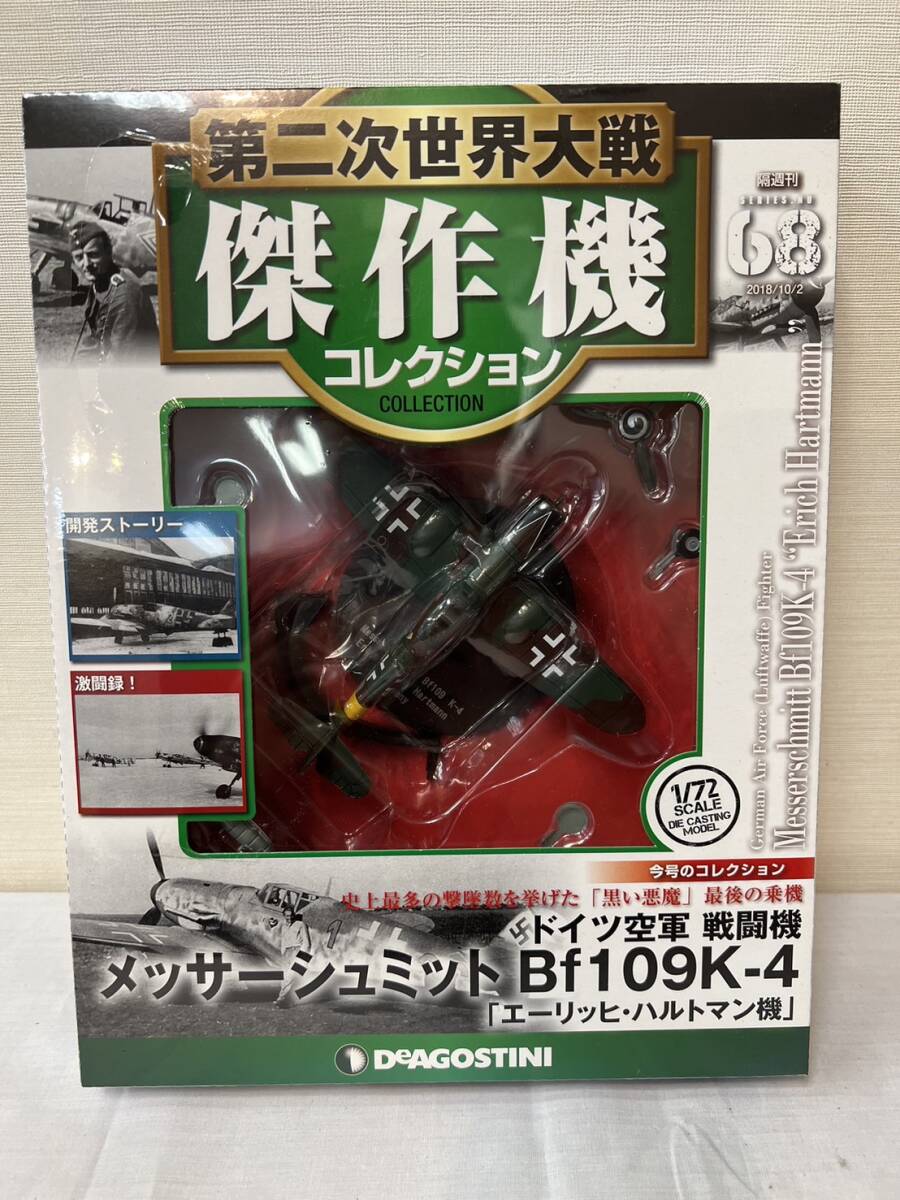 第二次世界大戦
傑作機
コレクション
COLLECTION
隔週刊
SERIES.NO
68
2018/10/2
German Air Force (Luftwaffe) Fighter
Messerschmitt Bf109K-4 “Erich Hartmann”
開発ストーリー
激闘録！
Bf109 K-4
Hartmann
1/72
SCALE
DIE CASTING
MODEL
今号のコレクション
史上最多の撃墜数を挙げた「黒い悪魔」最後の乗機
ドイツ空軍 戦闘機
メッサーシュミット Bf109K-4
「エーリッヒ・ハルトマン機」
DeAGOSTINI